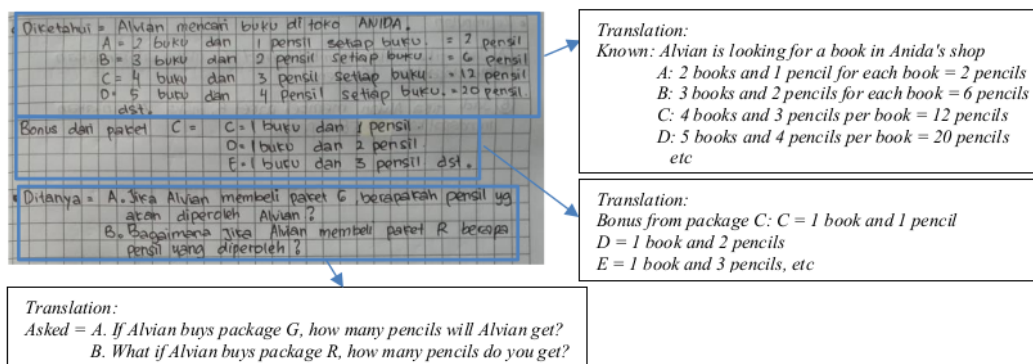 Diketahui = Alvian mencari buku di toko ANIDA.
A = 2 buku dan 1 pensil setiap buku. = 2 pensil
B = 3 buku dan 2 pensil setiap buku. = 6 pensil
C = 4 buku dan 3 pensil setiap buku. = 12 pensil
D = 5 buku dan 4 pensil setiap buku. = 20 pensil.
dst.
Bonus dari paket C = C = 1 buku dan 1 pensil.
D = 1 buku dan 2 pensil.
E = 1 buku dan 3 pensil dst.
Ditanya = A. Jika Alvian membeli paket G, berapakah pensil yg
akan diperoleh Alvian?
B. Bagaimana jika Alvian membeli paket R berapa
pensil yang diperoleh?
Translation:
Known: Alvian is looking for a book in Anida's shop
A: 2 books and 1 pencil for each book = 2 pencils
B: 3 books and 2 pencils for each book = 6 pencils
C: 4 books and 3 pencils per book = 12 pencils
D: 5 books and 4 pencils per book = 20 pencils
etc
Translation:
Bonus from package C: C = 1 book and 1 pencil
D = 1 book and 2 pencils
E = 1 book and 3 pencils, etc
Translation:
Asked = A. If Alvian buys package G, how many pencils will Alvian get?
B. What if Alvian buys package R, how many pencils do you get?